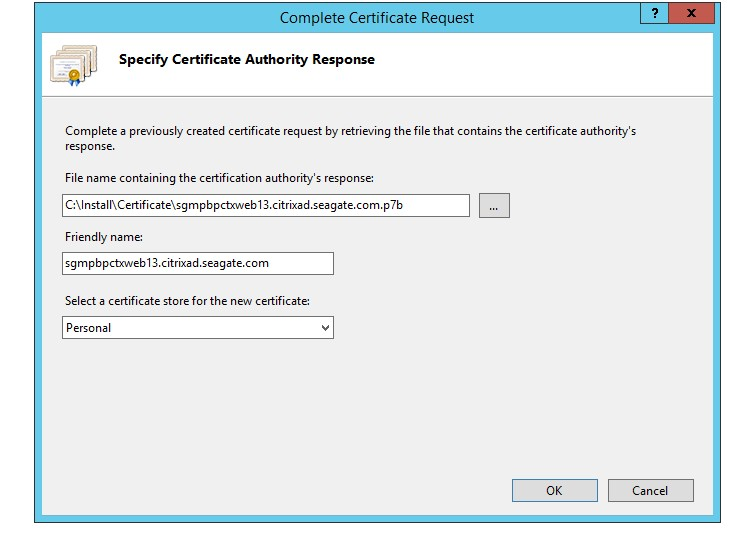 Complete Certificate Request
?
x
Specify Certificate Authority Response
Complete a previously created certificate request by retrieving the file that contains the certificate authority's
response.
File name containing the certification authority's response:
C:\Install\Certificate\sgmpbpctxweb13.citrixad.seagate.com.p7b
...
Friendly name:
sgmpbpctxweb13.citrixad.seagate.com
Select a certificate store for the new certificate:
Personal
OK
Cancel